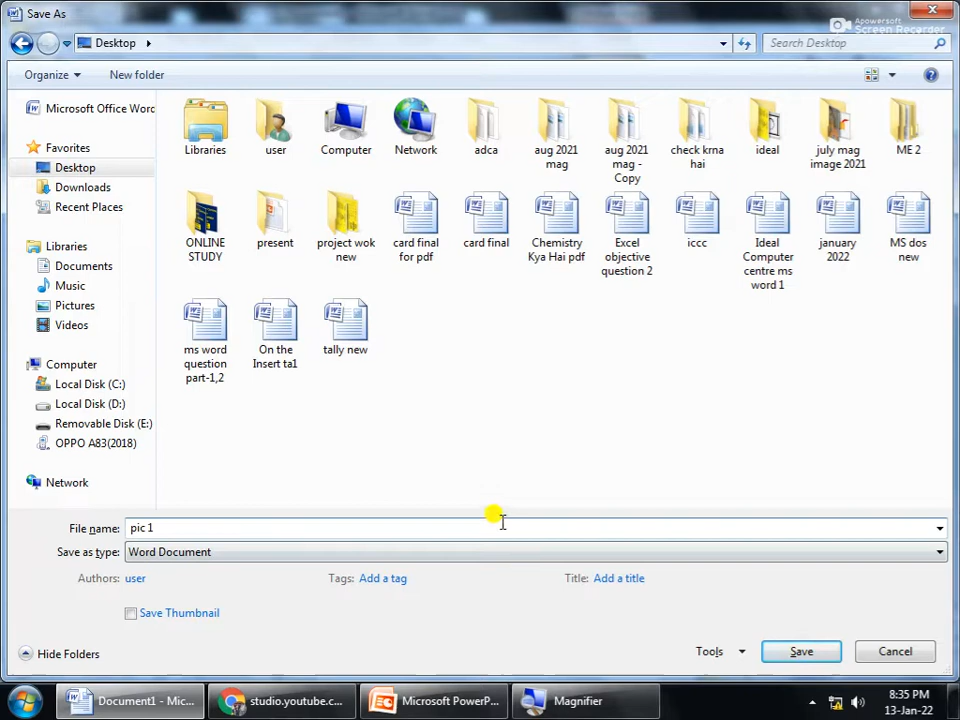 Save As
Apowersoft
Screen Recorder
Desktop
Search Desktop
Organize
New folder
Microsoft Office Word
Favorites
Desktop
Downloads
Recent Places
Libraries
Documents
Music
Pictures
Videos
Computer
Local Disk (C:)
Local Disk (D:)
Removable Disk (E:)
OPPO A83(2018)
Network
Libraries
user
Computer
Network
adca
aug 2021
mag
aug 2021
mag -
Copy
check krna
hai
ideal
july mag
image 2021
ME 2
ONLINE
STUDY
present
project wok
new
card final
for pdf
card final
Chemistry
Kya Hai pdf
Excel
objective
question 2
iccc
Ideal
Computer
centre ms
word 1
january
2022
MS dos
new
ms word
question
part-1,2
On the
Insert ta1
tally new
File name: pic 1
Save as type: Word Document
Authors: user
Tags: Add a tag
Title: Add a title
Save Thumbnail
Hide Folders
Tools
Save
Cancel
Document1 - Mic...
studio.youtube.c...
Microsoft PowerP...
Magnifier
8:35 PM
13-Jan-22